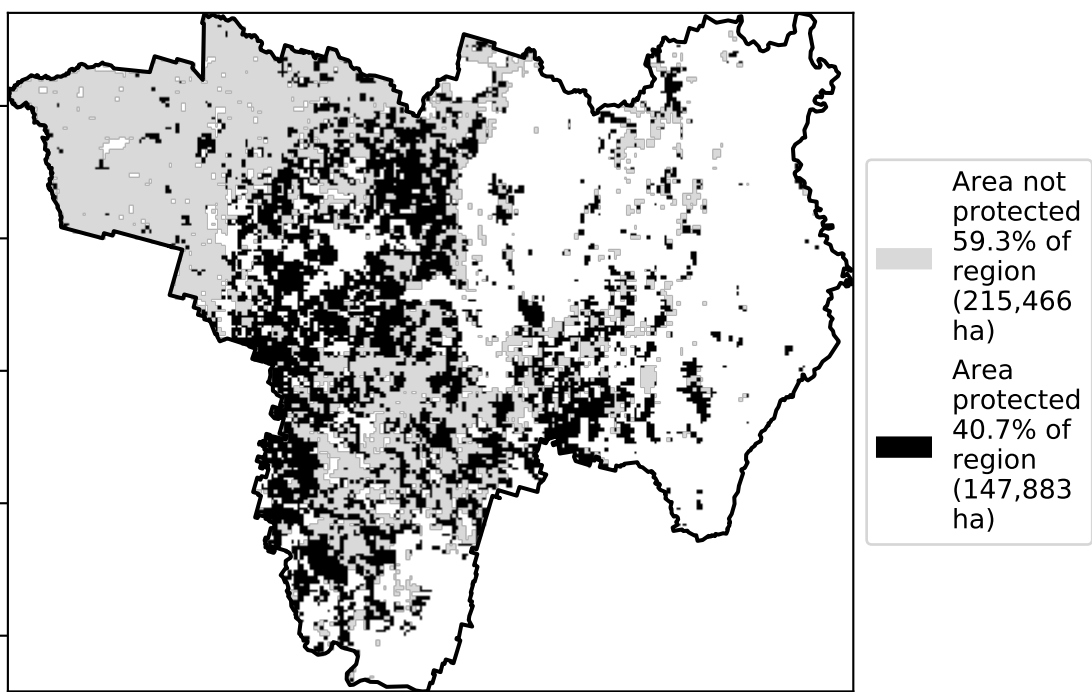 Area not
protected
59.3% of
region
(215,466
ha)
Area
protected
40.7% of
region
(147,883
ha)